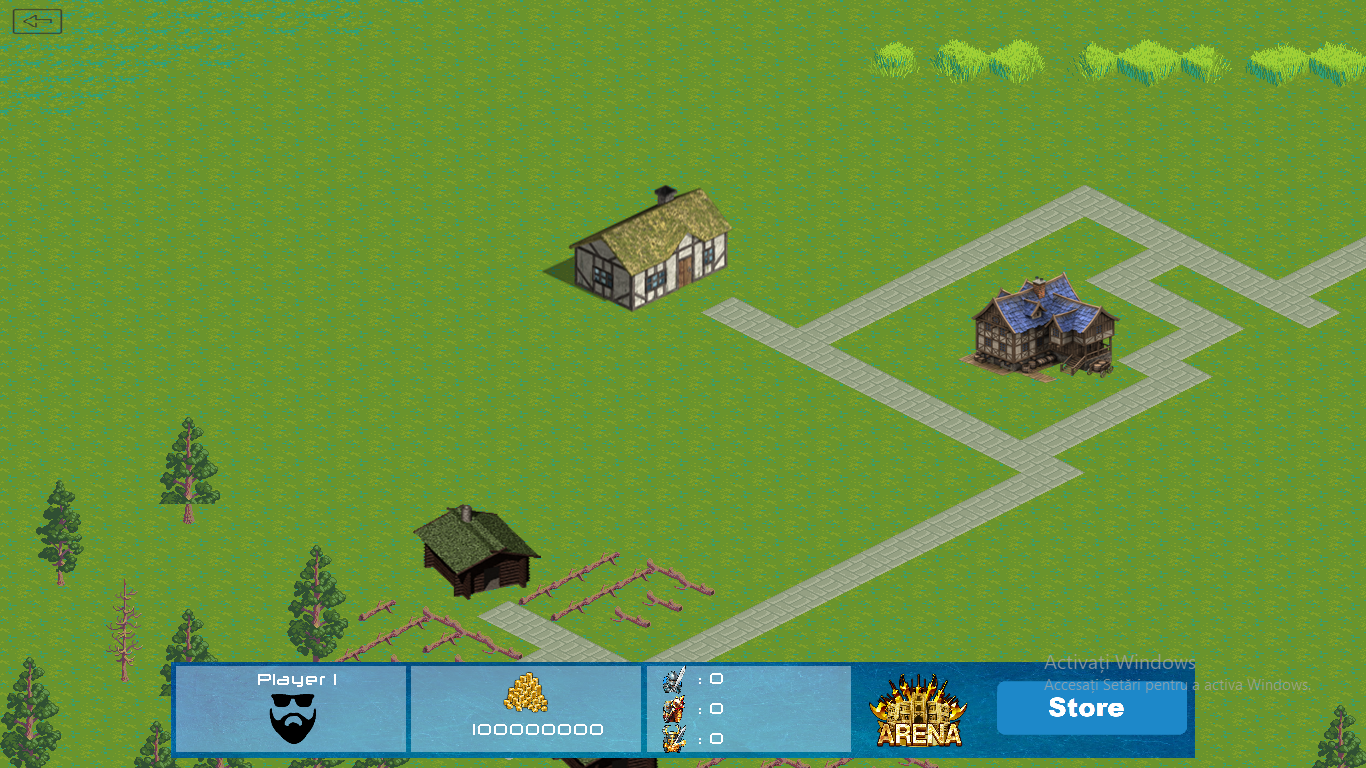 Activați Windows
Accesați Setări pentru a activa Windows.
Player 1
100000000
: 0
: 0
: 0
ARENA
Store